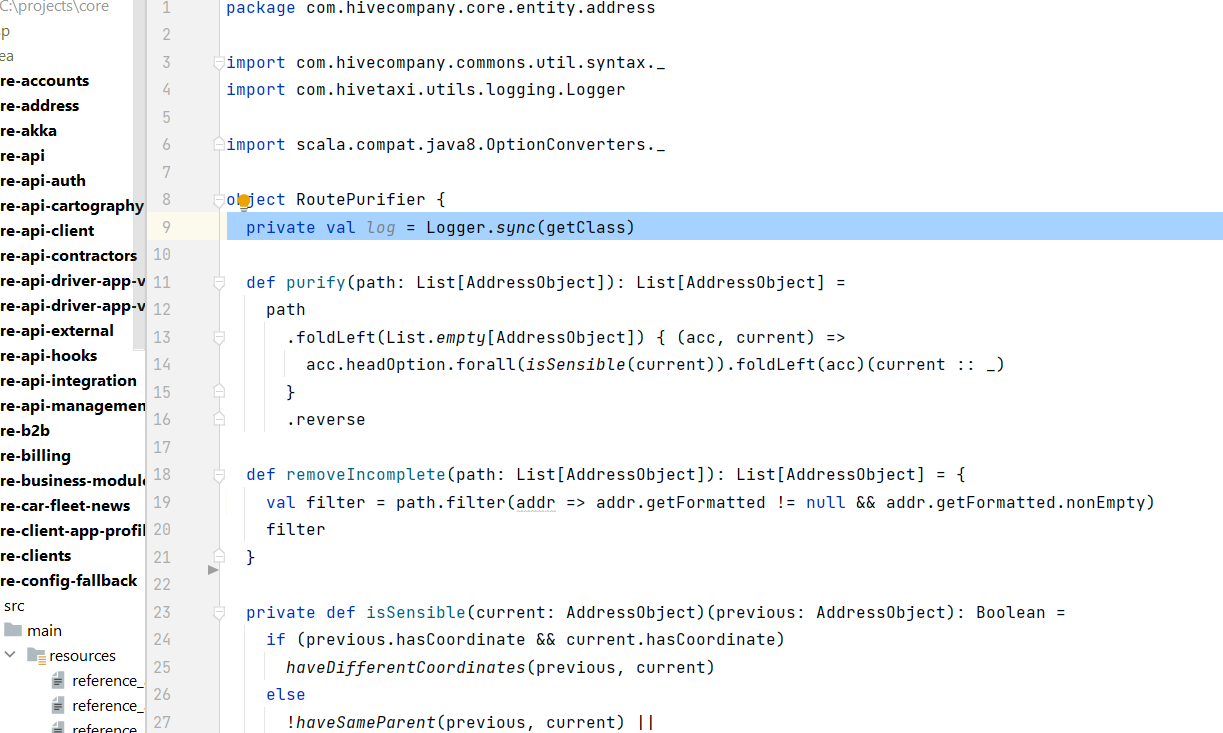 C:\projects\core
p
ea
re-accounts
re-address
re-akka
re-api
re-api-auth
re-api-cartography
re-api-client
re-api-contractors
re-api-driver-app-v
re-api-driver-app-v
re-api-external
re-api-hooks
re-api-integration
re-api-managemen
re-b2b
re-billing
re-business-module
re-car-fleet-news
re-client-app-profil
re-clients
re-config-fallback
src
main
resources
reference_
reference_
reference
1 package com.hivecompany.core.entity.address
2
3 import com.hivecompany.commons.util.syntax._
4 import com.hivetaxi.utils.logging.Logger
5
6 import scala.compat.java8.OptionConverters._
7
8 object RoutePurifier {
9 private val log = Logger.sync(getClass)
10
11 def purify(path: List[AddressObject]): List[AddressObject] =
12 path
13 .foldLeft(List.empty[AddressObject]) { (acc, current) =>
14 acc.headOption.forall(isSensible(current)).foldLeft(acc)(current :: _)
15 }
16 .reverse
17
18 def removeIncomplete(path: List[AddressObject]): List[AddressObject] = {
19 val filter = path.filter(addr => addr.getFormatted != null && addr.getFormatted.nonEmpty)
20 filter
21 }
22
23 private def isSensible(current: AddressObject)(previous: AddressObject): Boolean =
24 if (previous.hasCoordinate && current.hasCoordinate)
25 haveDifferentCoordinates(previous, current)
26 else
27 !haveSameParent(previous, current) ||